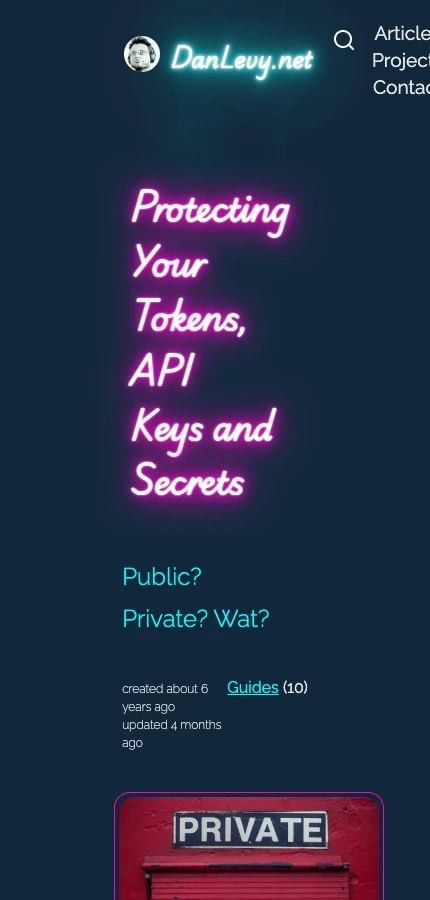 DanLevy.net
Article
Project
Contac
Protecting
Your
Tokens,
API
Keys and
Secrets
Public?
Private? Wat?
created about 6
years ago
updated 4 months
ago
Guides (10)
PRIVATE